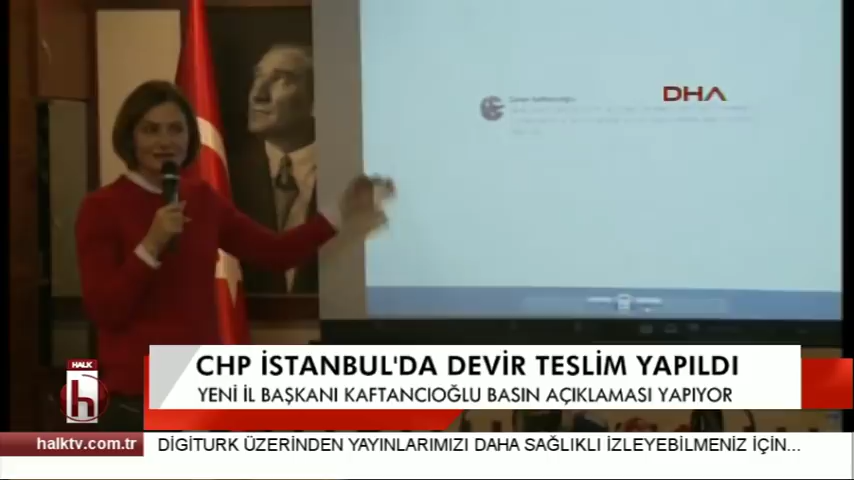 DHA
CHP İSTANBUL'DA DEVİR TESLİM YAPILDI
YENİ İL BAŞKANI KAFTANCIOĞLU BASIN AÇIKLAMASI YAPIYOR
HALK
h
halktv.com.tr
DİGİTURK ÜZERİNDEN YAYINLARIMIZI DAHA SAĞLIKLI İZLEYEBİLMENİZ İÇİN...